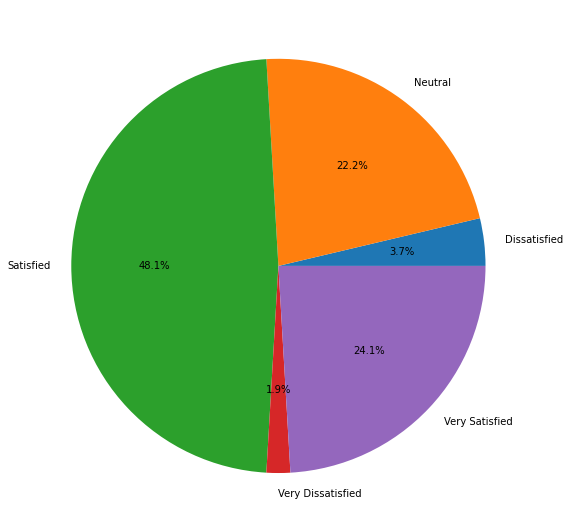 Neutral
22.2%
Dissatisfied
3.7%
Satisfied
48.1%
24.1%
1.9%
Very Satisfied
Very Dissatisfied